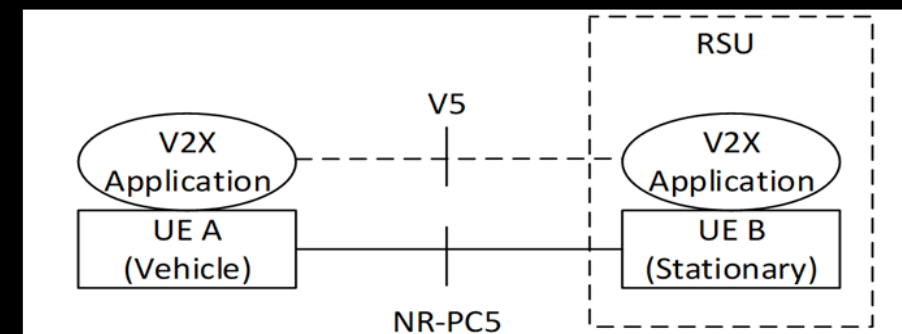 RSU
V5
V2X
Application
V2X
Application
UE A
(Vehicle)
UE B
(Stationary)
NR-PC5